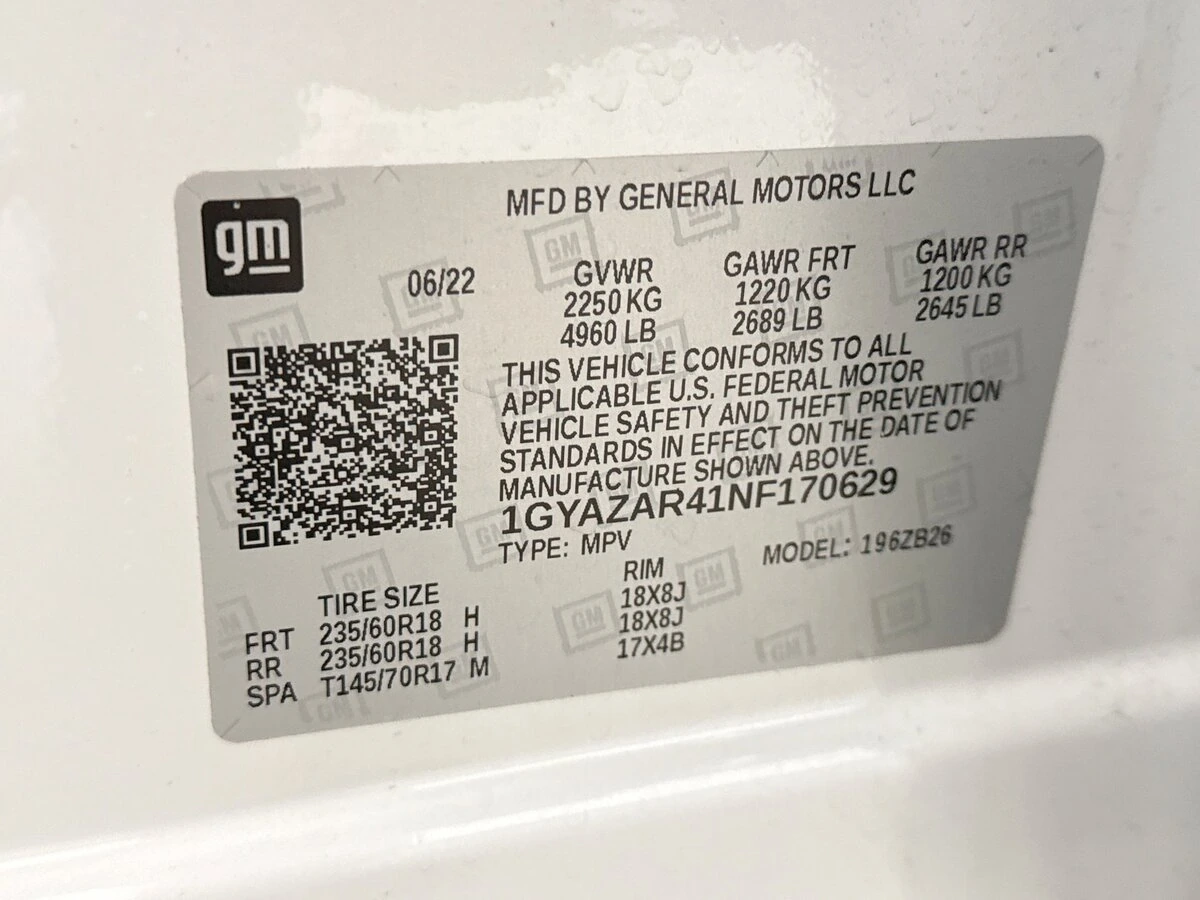 gm
MFD BY GENERAL MOTORS LLC
06/22
GVWR
2250 KG
4960 LB
GAWR FRT
1220 KG
2689 LB
GAWR RR
1200 KG
2645 LB
THIS VEHICLE CONFORMS TO ALL
APPLICABLE U.S. FEDERAL MOTOR
VEHICLE SAFETY AND THEFT PREVENTION
STANDARDS IN EFFECT ON THE DATE OF
MANUFACTURE SHOWN ABOVE.
1GYAZAR41NF170629
TYPE: MPV
MODEL: 196ZB26
TIRE SIZE RIM
FRT 235/60R18 H 18X8J
RR 235/60R18 H 18X8J
SPA T145/70R17 M 17X4B